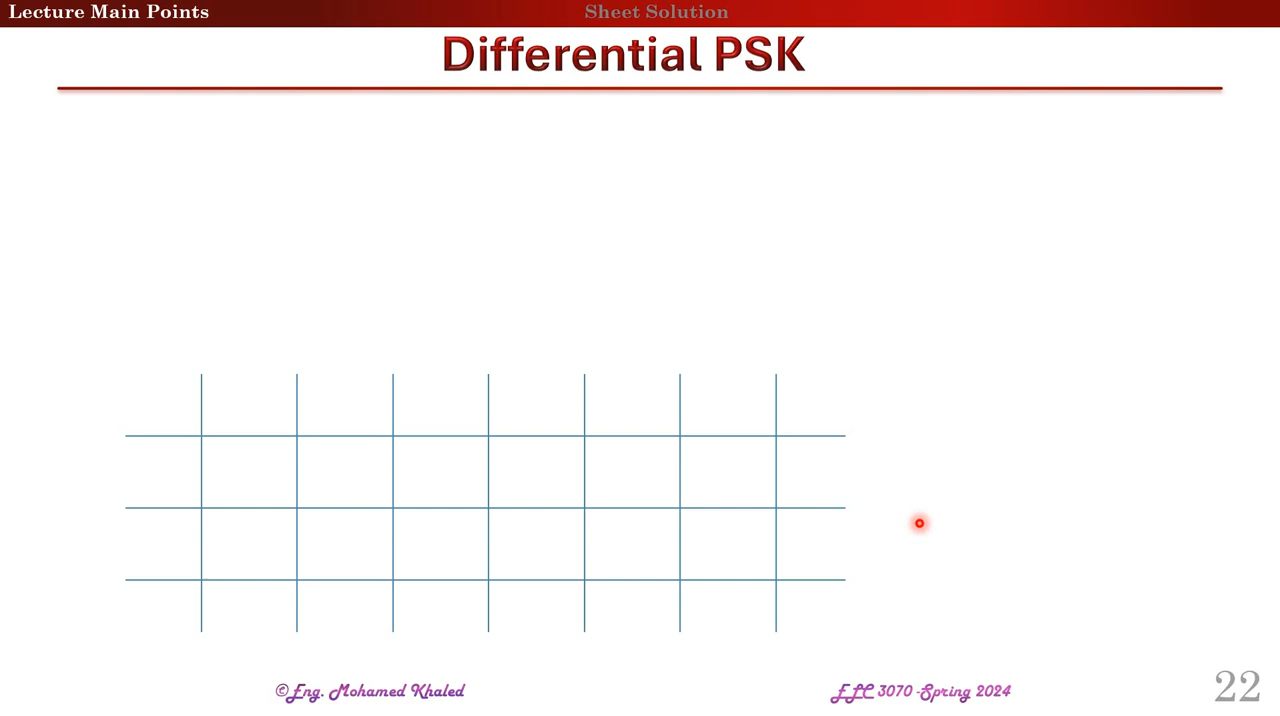 Lecture Main Points
Sheet Solution
Differential PSK
©Eng. Mohamed Khaled
ELC 3070 -Spring 2024
22